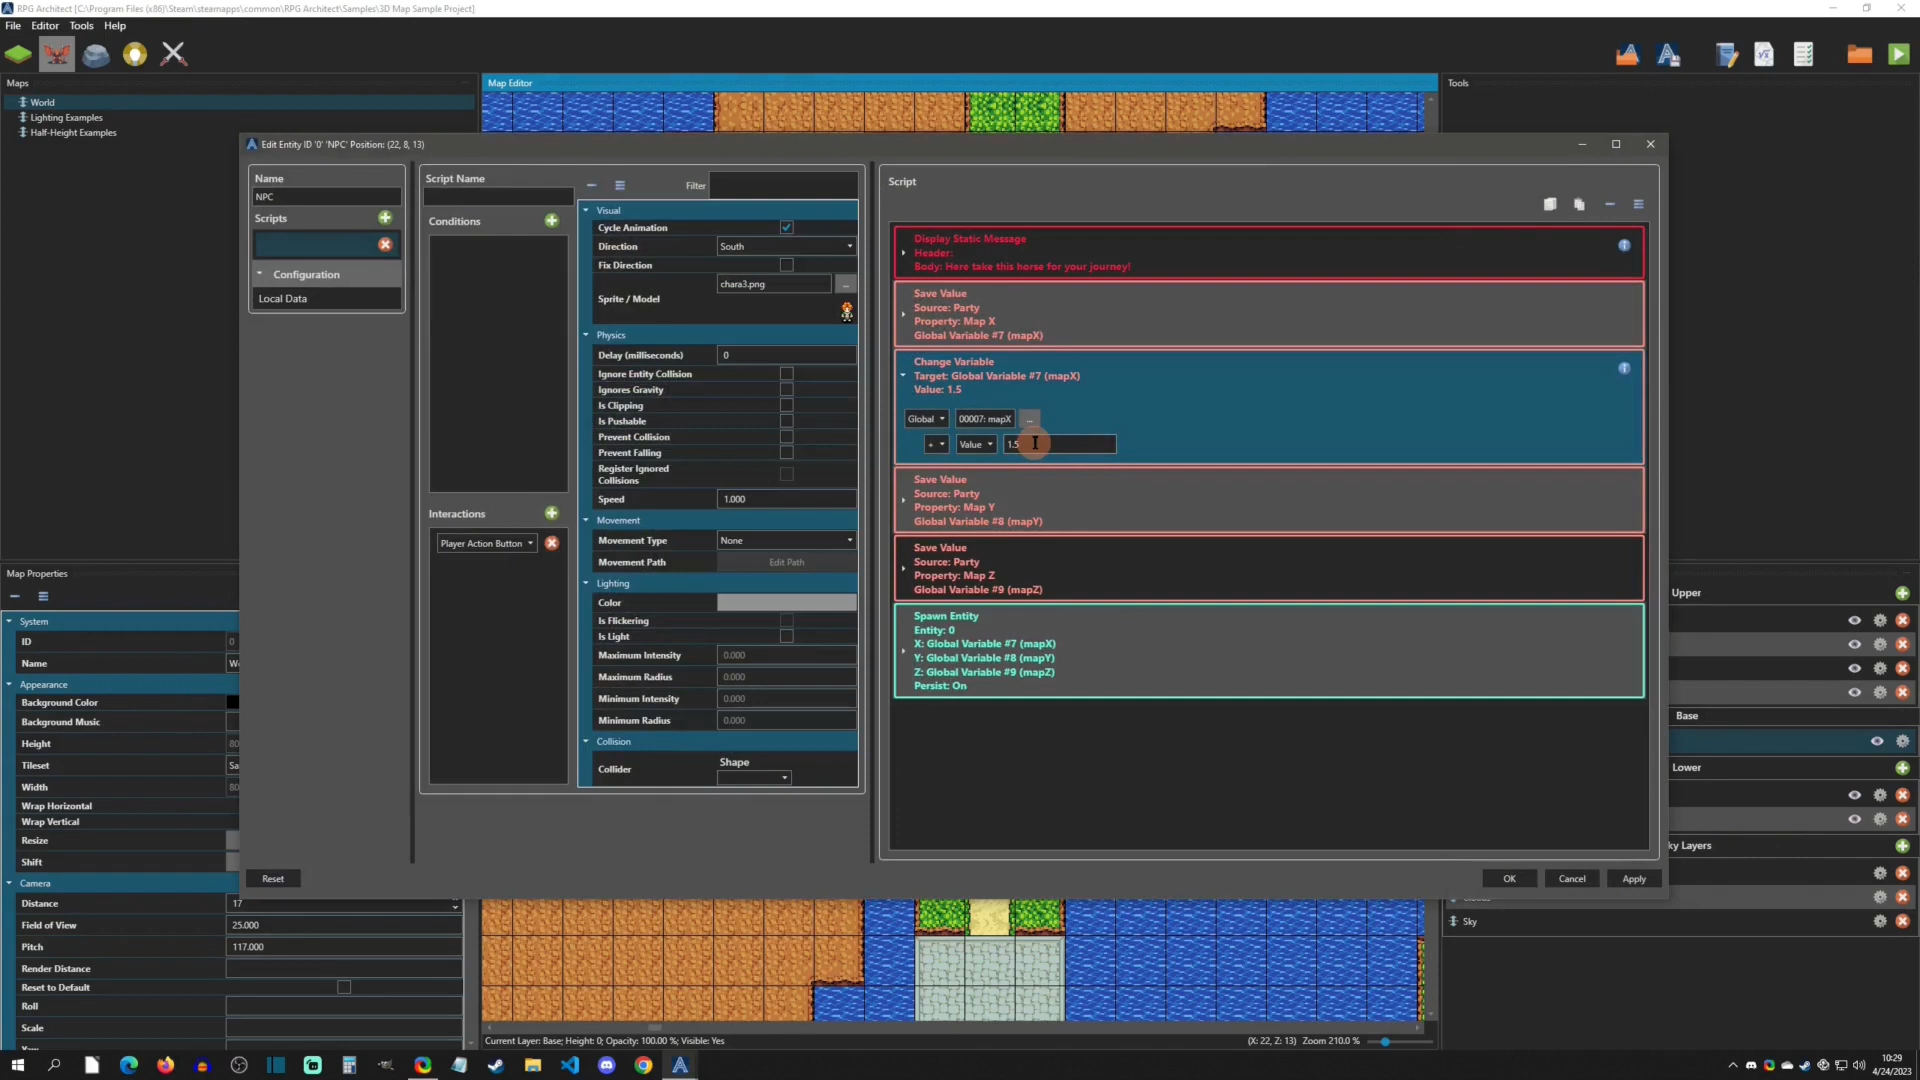 RPG Architect [C:\Program Files (x86)\Steam\steamapps\common\RPG Architect\Samples\3D Map Sample Project]
File Editor Tools Help
Maps
World
Lighting Examples
Half-Height Examples
Map Editor
Tools
Edit Entity ID '0' 'NPC' Position: (22, 8, 13)
Name
NPC
Scripts
Configuration
Local Data
Script Name
Conditions
Interactions
Player Action Button
Filter
Visual
Cycle Animation
Direction South
Fix Direction
chara3.png ...
Sprite / Model
Physics
Delay (milliseconds) 0
Ignore Entity Collision
Ignores Gravity
Is Clipping
Is Pushable
Prevent Collision
Prevent Falling
Register Ignored
Collisions
Speed 1.000
Movement
Movement Type None
Movement Path Edit Path
Lighting
Color
Is Flickering
Is Light
Maximum Intensity 0.000
Maximum Radius 0.000
Minimum Intensity 0.000
Minimum Radius 0.000
Collision
Shape
Collider
Script
Display Static Message
Header:
Body: Here take this horse for your journey!
Save Value
Source: Party
Property: Map X
Global Variable #7 (mapX)
Change Variable
Target: Global Variable #7 (mapX)
Value: 1.5
Global 00007: mapX ...
+ Value 1.5
Save Value
Source: Party
Property: Map Y
Global Variable #8 (mapY)
Save Value
Source: Party
Property: Map Z
Global Variable #9 (mapZ)
Spawn Entity
Entity: 0
X: Global Variable #7 (mapX)
Y: Global Variable #8 (mapY)
Z: Global Variable #9 (mapZ)
Persist: On
Reset
OK Cancel Apply
Map Properties
System
ID 0
Name
Appearance
Background Color
Background Music
Height 80
Tileset Sa
Width 80
Wrap Horizontal
Wrap Vertical
Resize
Shift
Camera
Distance 17
Field of View 25.000
Pitch 117.000
Render Distance
Reset to Default
Roll
Scale
Yaw
Upper
Base
Lower
ky Layers
Sky
Current Layer: Base; Height: 0; Opacity: 100.00 %; Visible: Yes
(X: 22, Z: 13) Zoom 210.0 %
10:29
4/24/2023